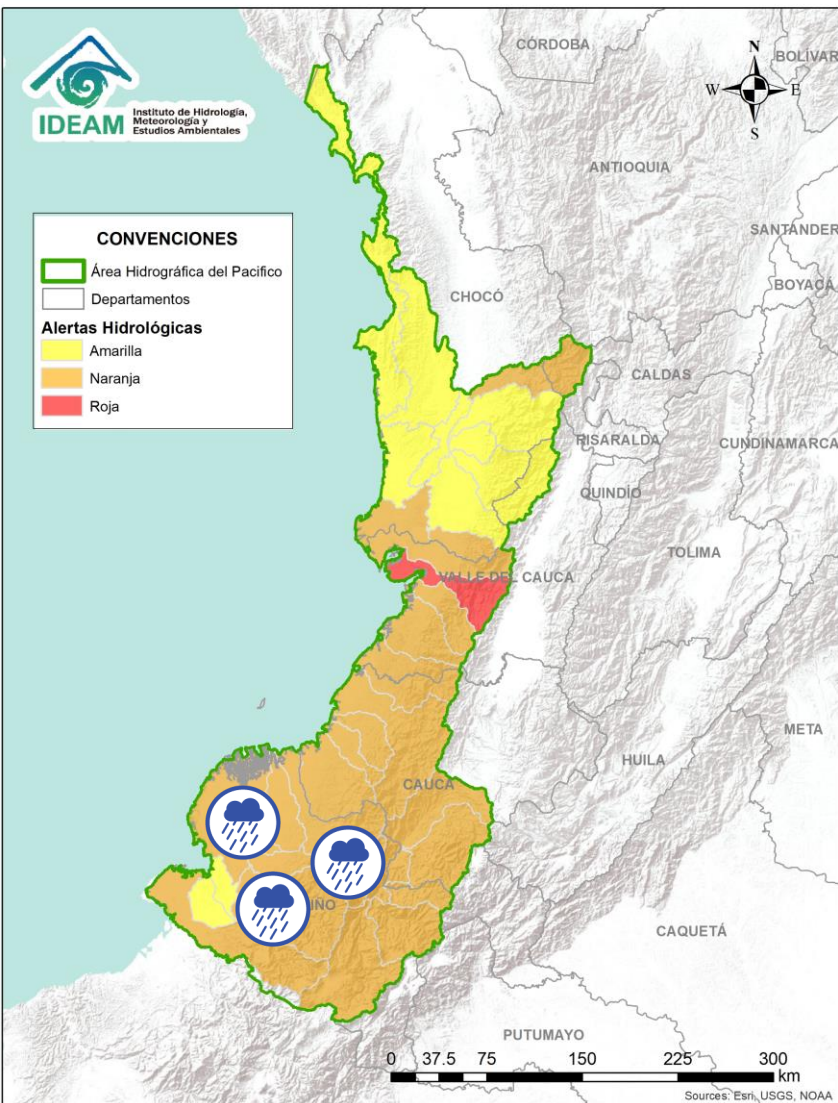 IDEAM
Instituto de Hidrología,
Meteorología y
Estudios Ambientales
CÓRDOBA
BOLÍVAR
N
W
E
S
ANTIOQUIA
SANTANDER
BOYACÁ
CONVENCIONES
Área Hidrográfica del Pacifico
Departamentos
Alertas Hidrológicas
Amarilla
Naranja
Roja
CHOCÓ
CALDAS
RISARALDA
CUNDINAMARCA
QUINDÍO
TOLIMA
VALLE DEL CAUCA
META
HUILA
CAUCA
IÑO
CAQUETÁ
PUTUMAYO
0 37.5 75 150 225 300
km
Sources: Esri, USGS, NOAA